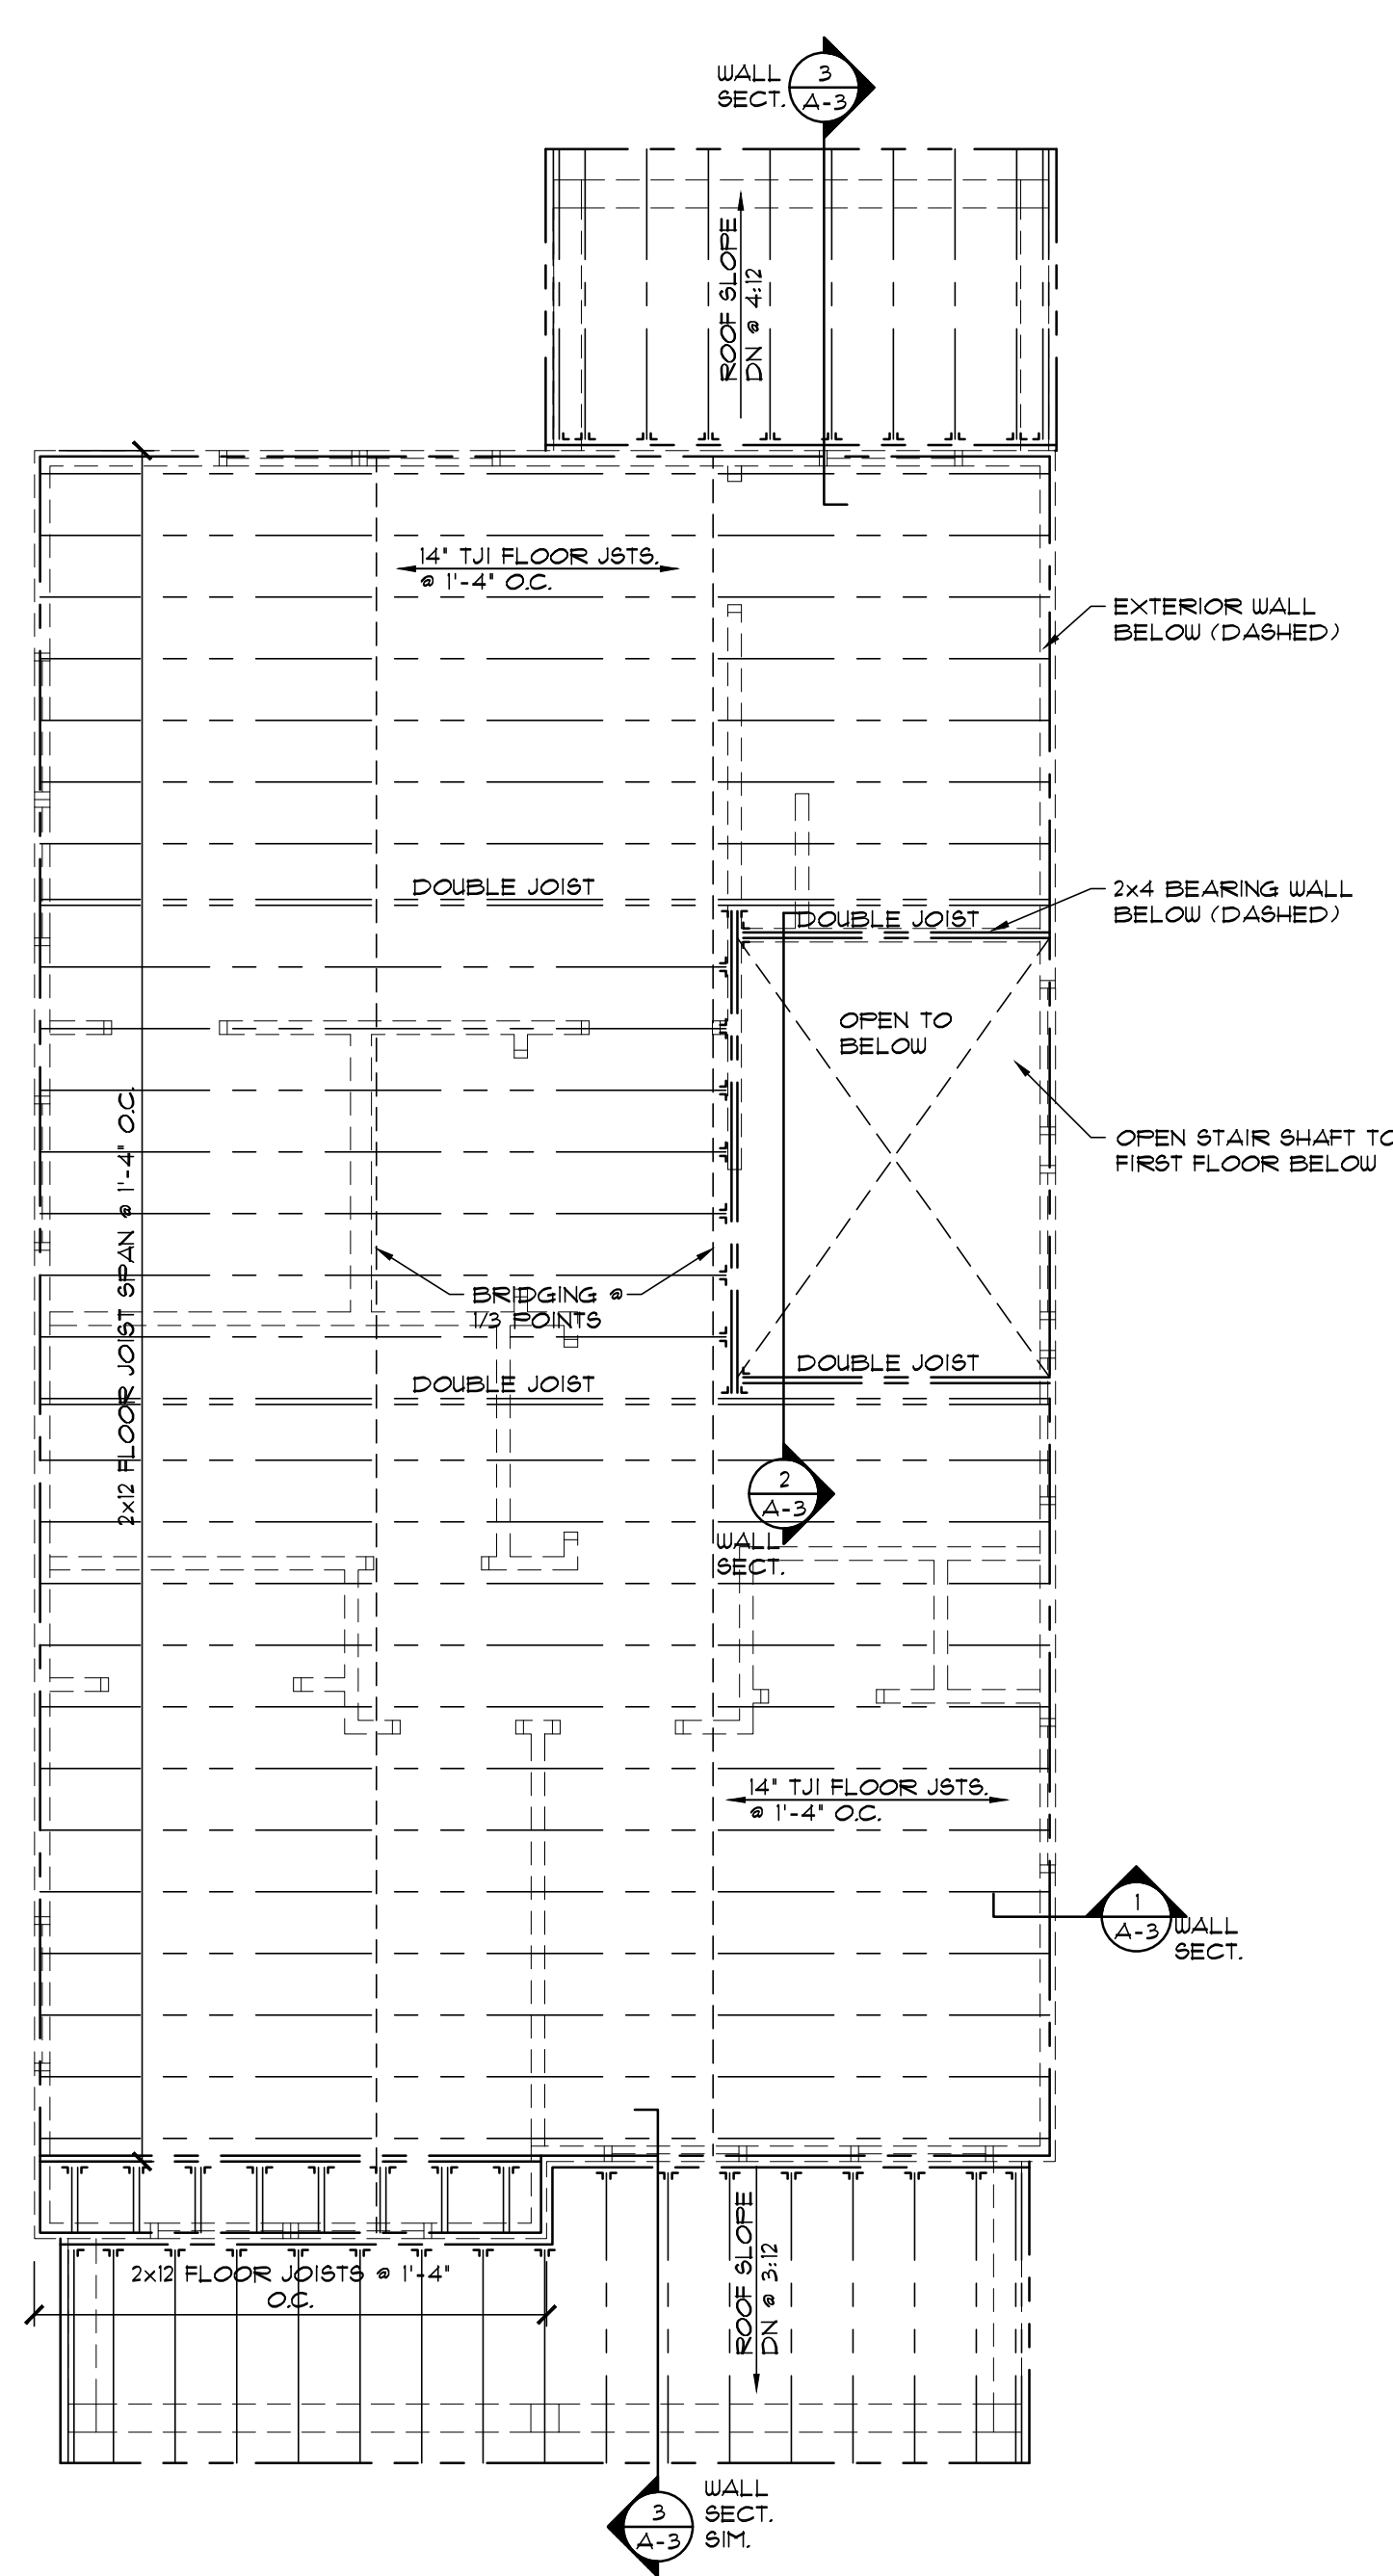 WALL
SECT.
3
A-3
ROOF SLOPE
DN @ 4:12
14" TJI FLOOR JSTS.
@ 1'-4" O.C.
EXTERIOR WALL
BELOW (DASHED)
DOUBLE JOIST
DOUBLE JOIST
2x4 BEARING WALL
BELOW (DASHED)
OPEN TO
BELOW
OPEN STAIR SHAFT TO
FIRST FLOOR BELOW
2x12 FLOOR JOIST SPAN @ 1'-4" O.C.
BRIDGING @
1/3 POINTS
DOUBLE JOIST
DOUBLE JOIST
2
A-3
WALL
SECT.
14" TJI FLOOR JSTS.
@ 1'-4" O.C.
1
A-3
WALL
SECT.
2x12 FLOOR JOISTS @ 1'-4"
O.C.
ROOF SLOPE
DN @ 3:12
3
A-3
WALL
SECT.
SIM.